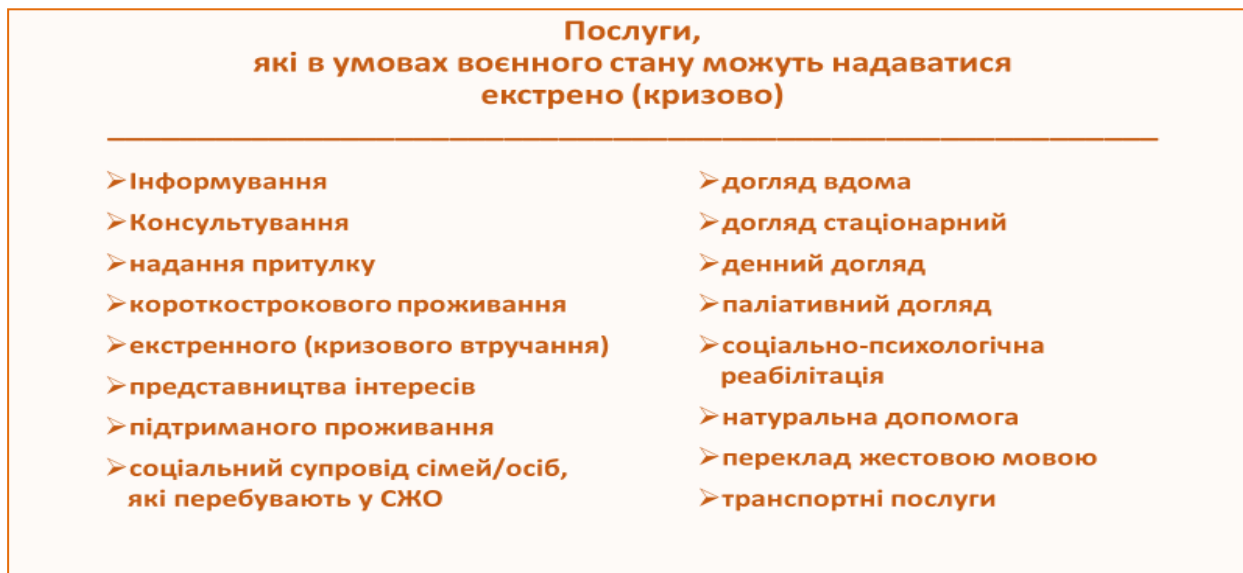 Послуги,
які в умовах воєнного стану можуть надаватися
екстрено (кризово)
➢Інформування
➢Консультування
➢надання притулку
➢короткострокового проживання
➢екстренного (кризового втручання)
➢представництва інтересів
➢підтриманого проживання
➢соціальний супровід сімей/осіб,
які перебувають у СЖО
➢догляд вдома
➢догляд стаціонарний
➢денний догляд
➢паліативний догляд
➢соціально-психологічна
реабілітація
➢натуральна допомога
➢переклад жестовою мовою
➢транспортні послуги